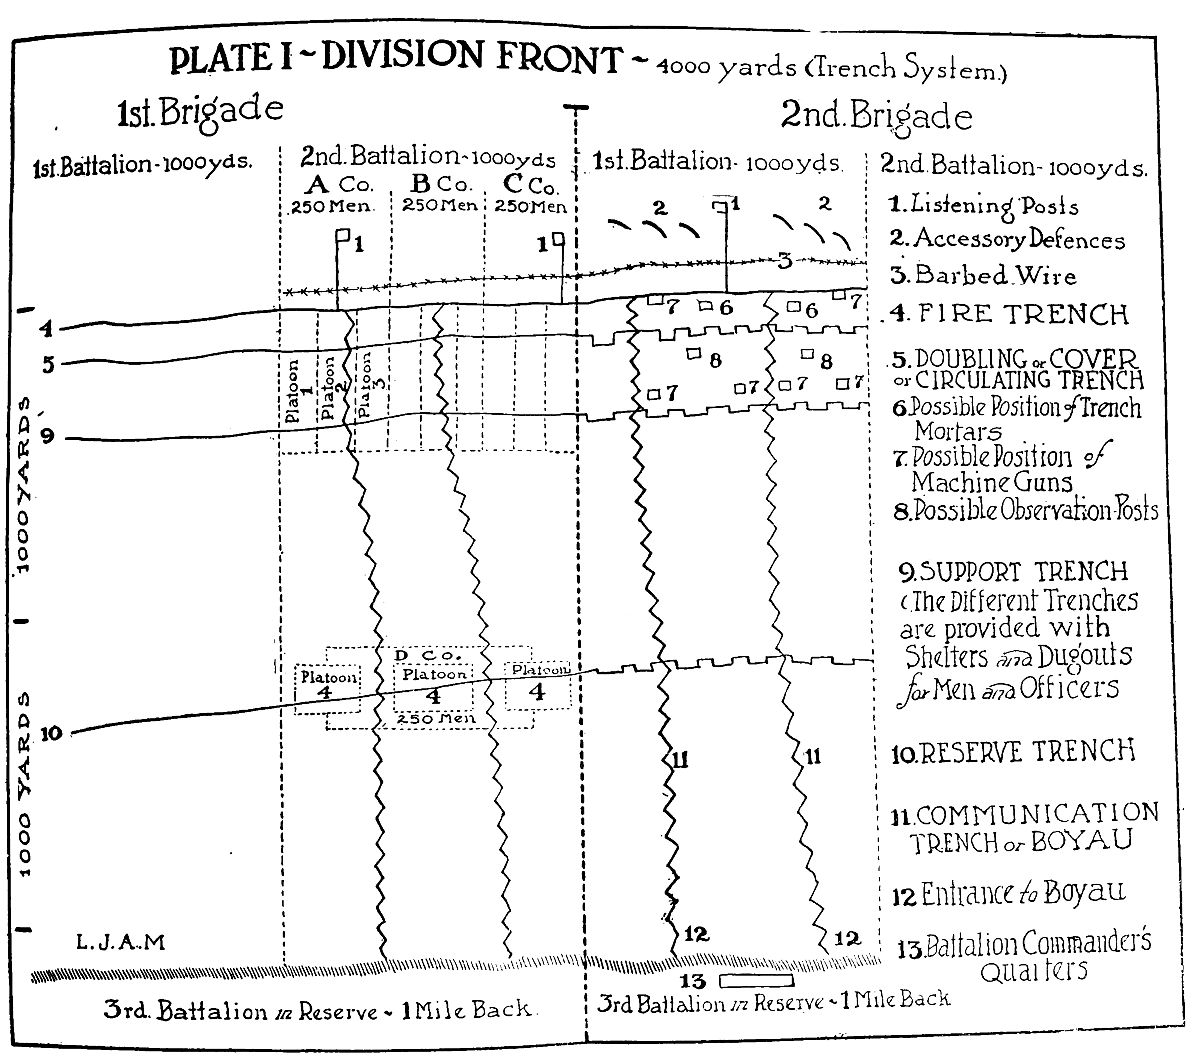 PLATE I ~ DIVISION FRONT ~ 4000 yards (Trench System.)
1st. Brigade
2nd. Brigade
1st. Battalion - 1000 yds.
2nd. Battalion - 1000 yds
1st. Battalion - 1000 yds.
2nd. Battalion - 1000 yds.
A Co.
B Co.
C Co.
250 Men.
250 Men
250 Men
1
1
2
1
2
3
4
5
9
10
7
6
6
7
8
8
7
7
7
7
Platoon 1
Platoon 2
Platoon 3
1000 YARDS
1000 YARDS
D Co.
Platoon
4
Platoon
4
Platoon
4
250 Men
11
11
12
12
13
1. Listening Posts
2. Accessory Defences
3. Barbed Wire
4. FIRE TRENCH
5. DOUBLING or COVER
or CIRCULATING TRENCH
6 Possible Position of Trench
Mortars
7. Possible Position of
Machine Guns
8. Possible Observation-Posts
9. SUPPORT TRENCH
(The Different Trenches
are provided with
Shelters and Dugouts
for Men and Officers
10. RESERVE TRENCH
11. COMMUNICATION
TRENCH or BOYAU
12 Entrance to Boyau
13. Battalion Commander's
Quarters
L.J.A.M
3rd. Battalion in Reserve ~ 1 Mile Back.
3rd Battalion in Reserve ~ 1 Mile Back